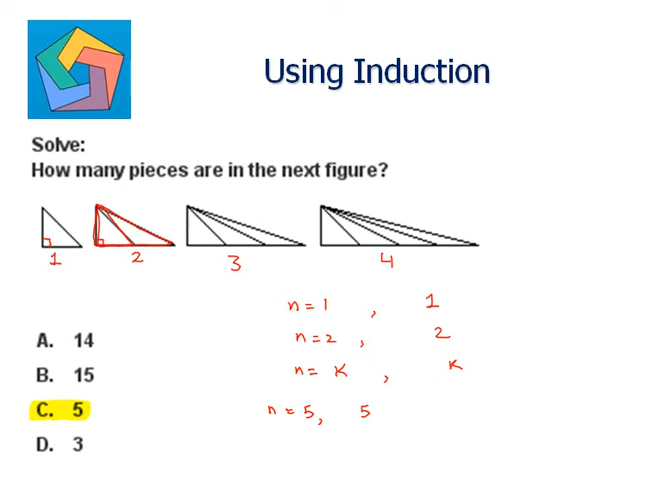 Using Induction
Solve:
How many pieces are in the next figure?
1 2 3 4
n = 1 , 1
A. 14
n = 2 , 2
B. 15
n = K , K
C. 5
n = 5, 5
D. 3